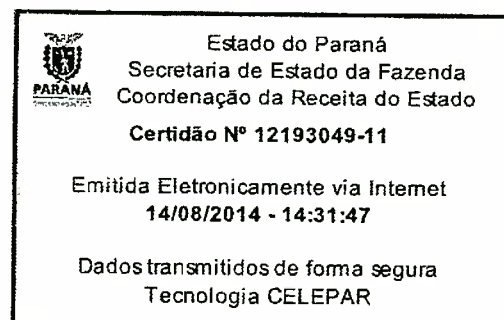 Estado do Paraná
Secretaria de Estado da Fazenda
PARANÁ
Coordenação da Receita do Estado
Certidão Nº 12193049-11
Emitida Eletronicamente via Internet
14/08/2014 - 14:31:47
Dados transmitidos de forma segura
Tecnologia CELEPAR